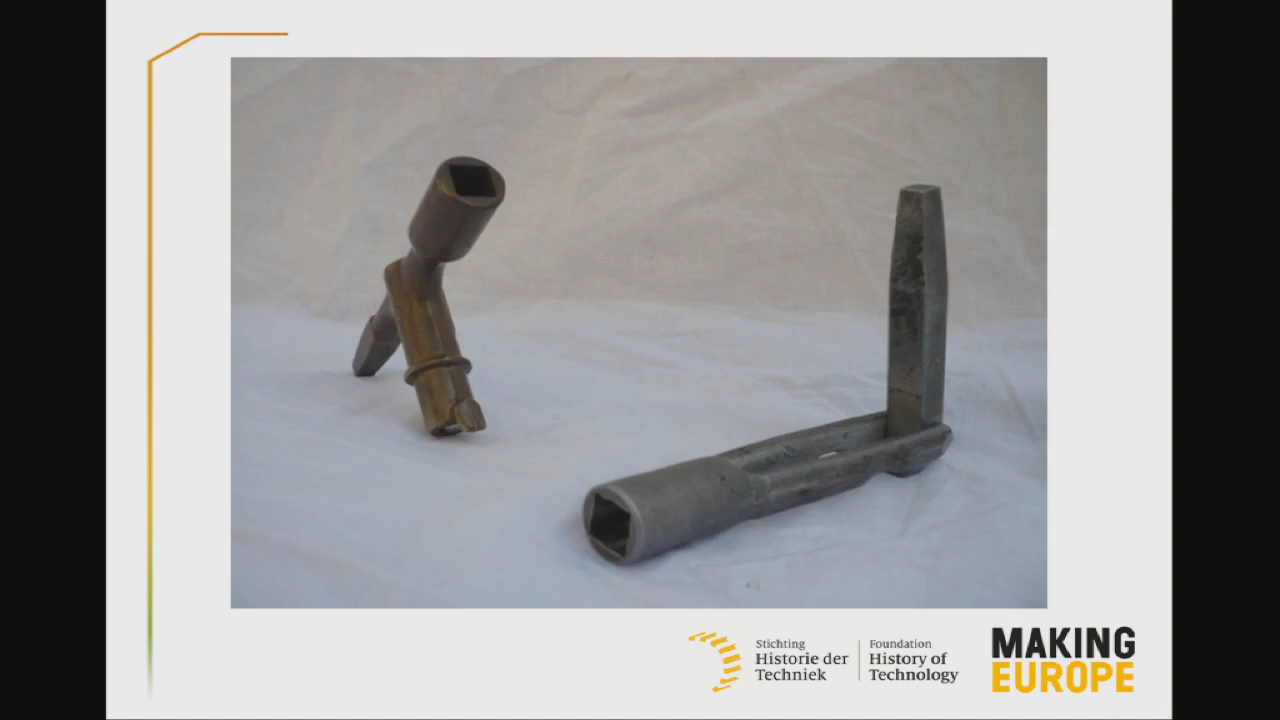 Stichting
Historie der
Techniek
Foundation
History of
Technology
MAKING
EUROPE